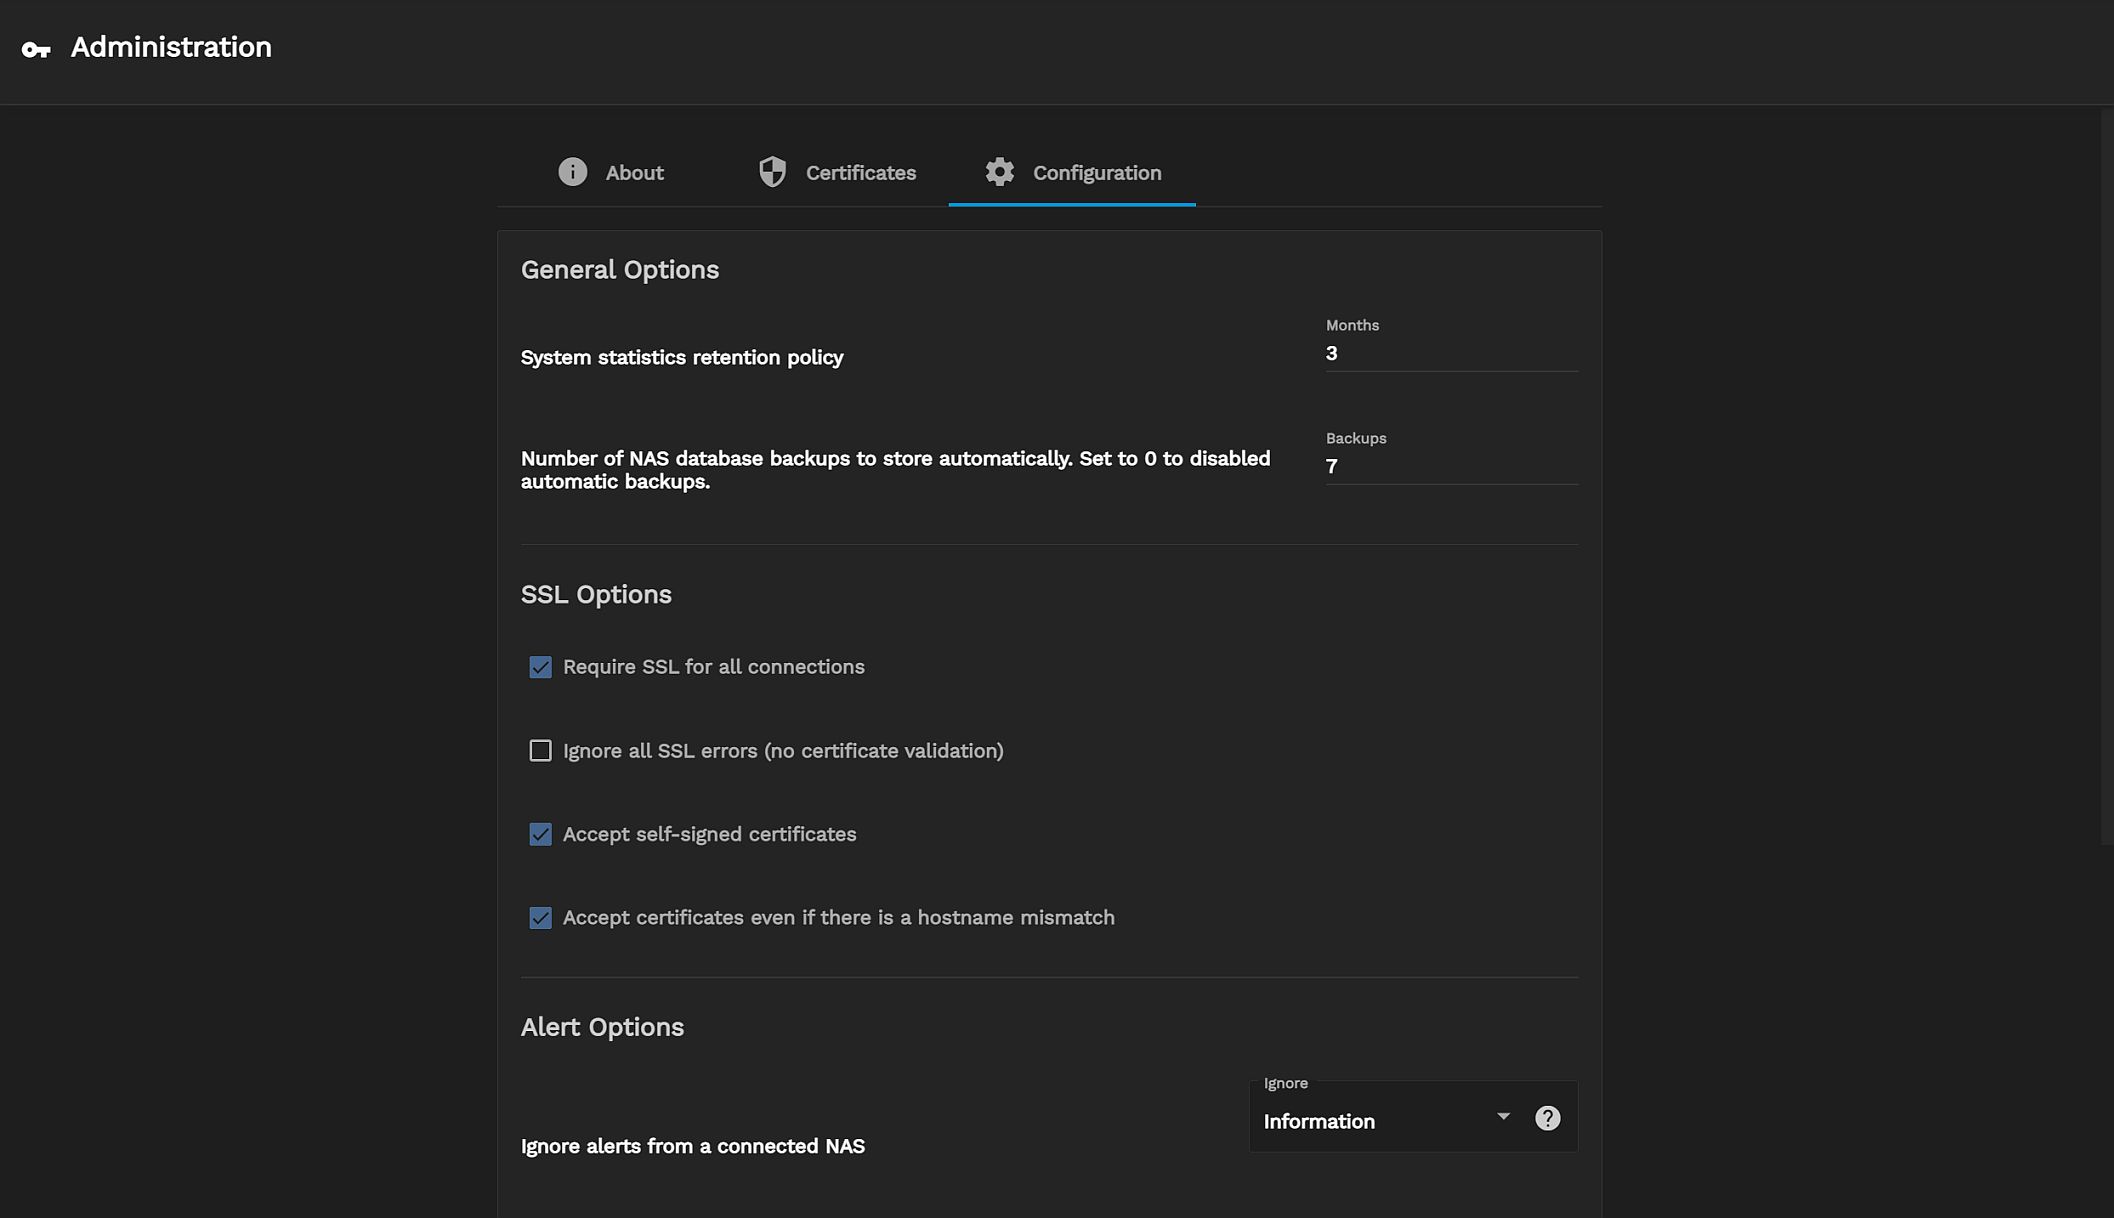 Administration
About
Certificates
Configuration
General Options
Months
System statistics retention policy
3
Backups
Number of NAS database backups to store automatically. Set to 0 to disabled
7
automatic backups.
SSL Options
Require SSL for all connections
Ignore all SSL errors (no certificate validation)
Accept self-signed certificates
Accept certificates even if there is a hostname mismatch
Alert Options
Ignore
Information
Ignore alerts from a connected NAS